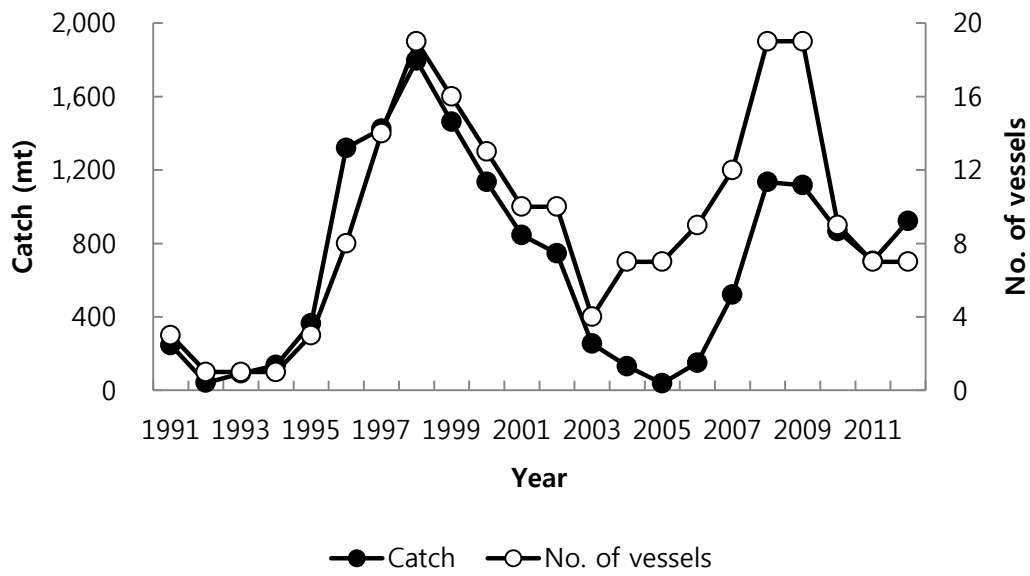 2,000
1,600
1,200
800
400
0
Catch (mt)
20
16
12
8
4
0
No. of vessels
1991 1993 1995 1997 1999 2001 2003 2005 2007 2009 2011
Year
Catch No. of vessels